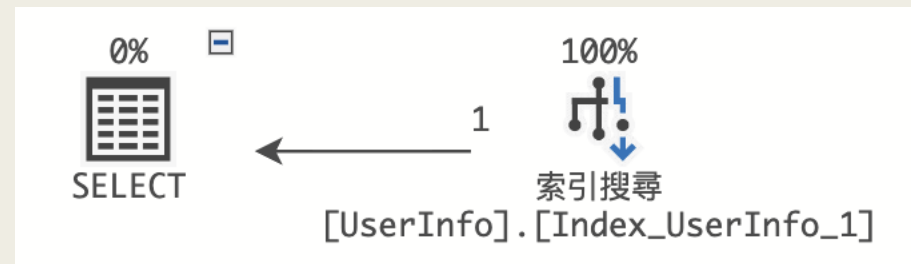 0%
100%
1
SELECT
索引搜尋
[UserInfo].[Index_UserInfo_1]